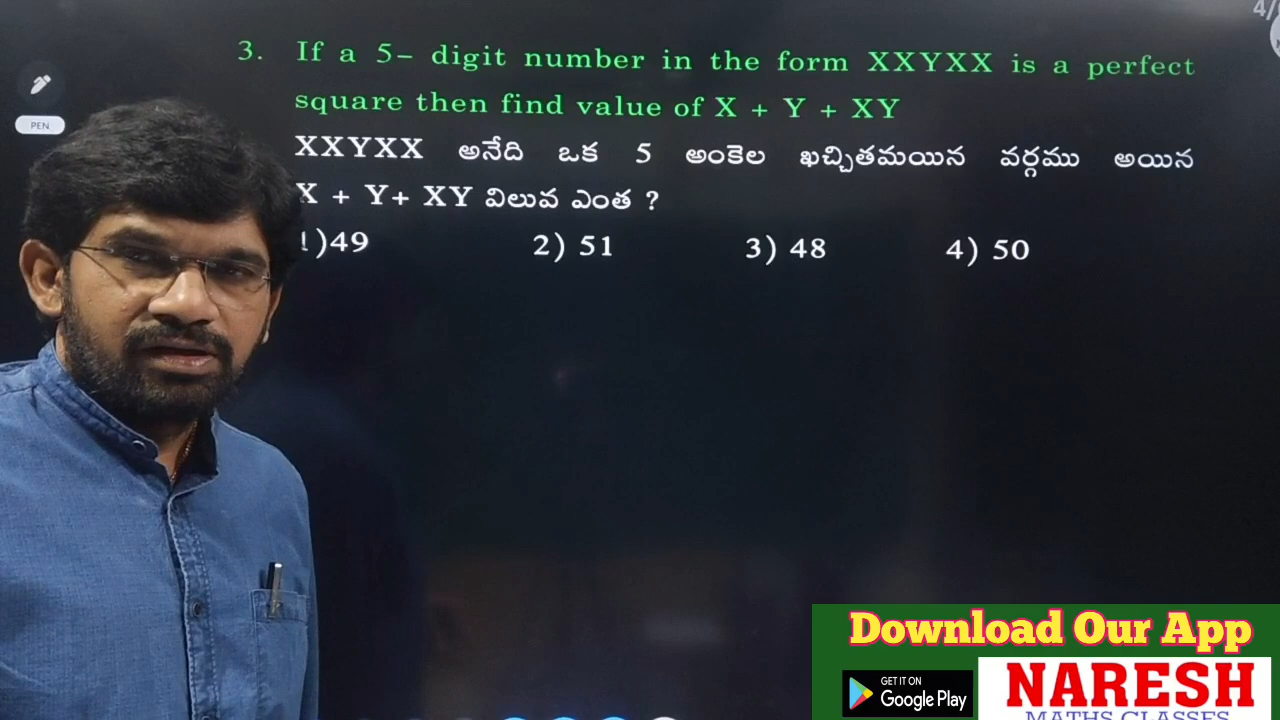 4/
3. If a 5– digit number in the form XXYXX is a perfect
square then find value of X + Y + XY
XXYXX అనేది ఒక 5 అంకెల ఖచ్చితమయిన వర్గము అయిన
X + Y+ XY విలువ ఎంత ?
1)49 2) 51 3) 48 4) 50
PEN
Download Our App
GET IT ON
Google Play
NARESH
MATHS CLASSES